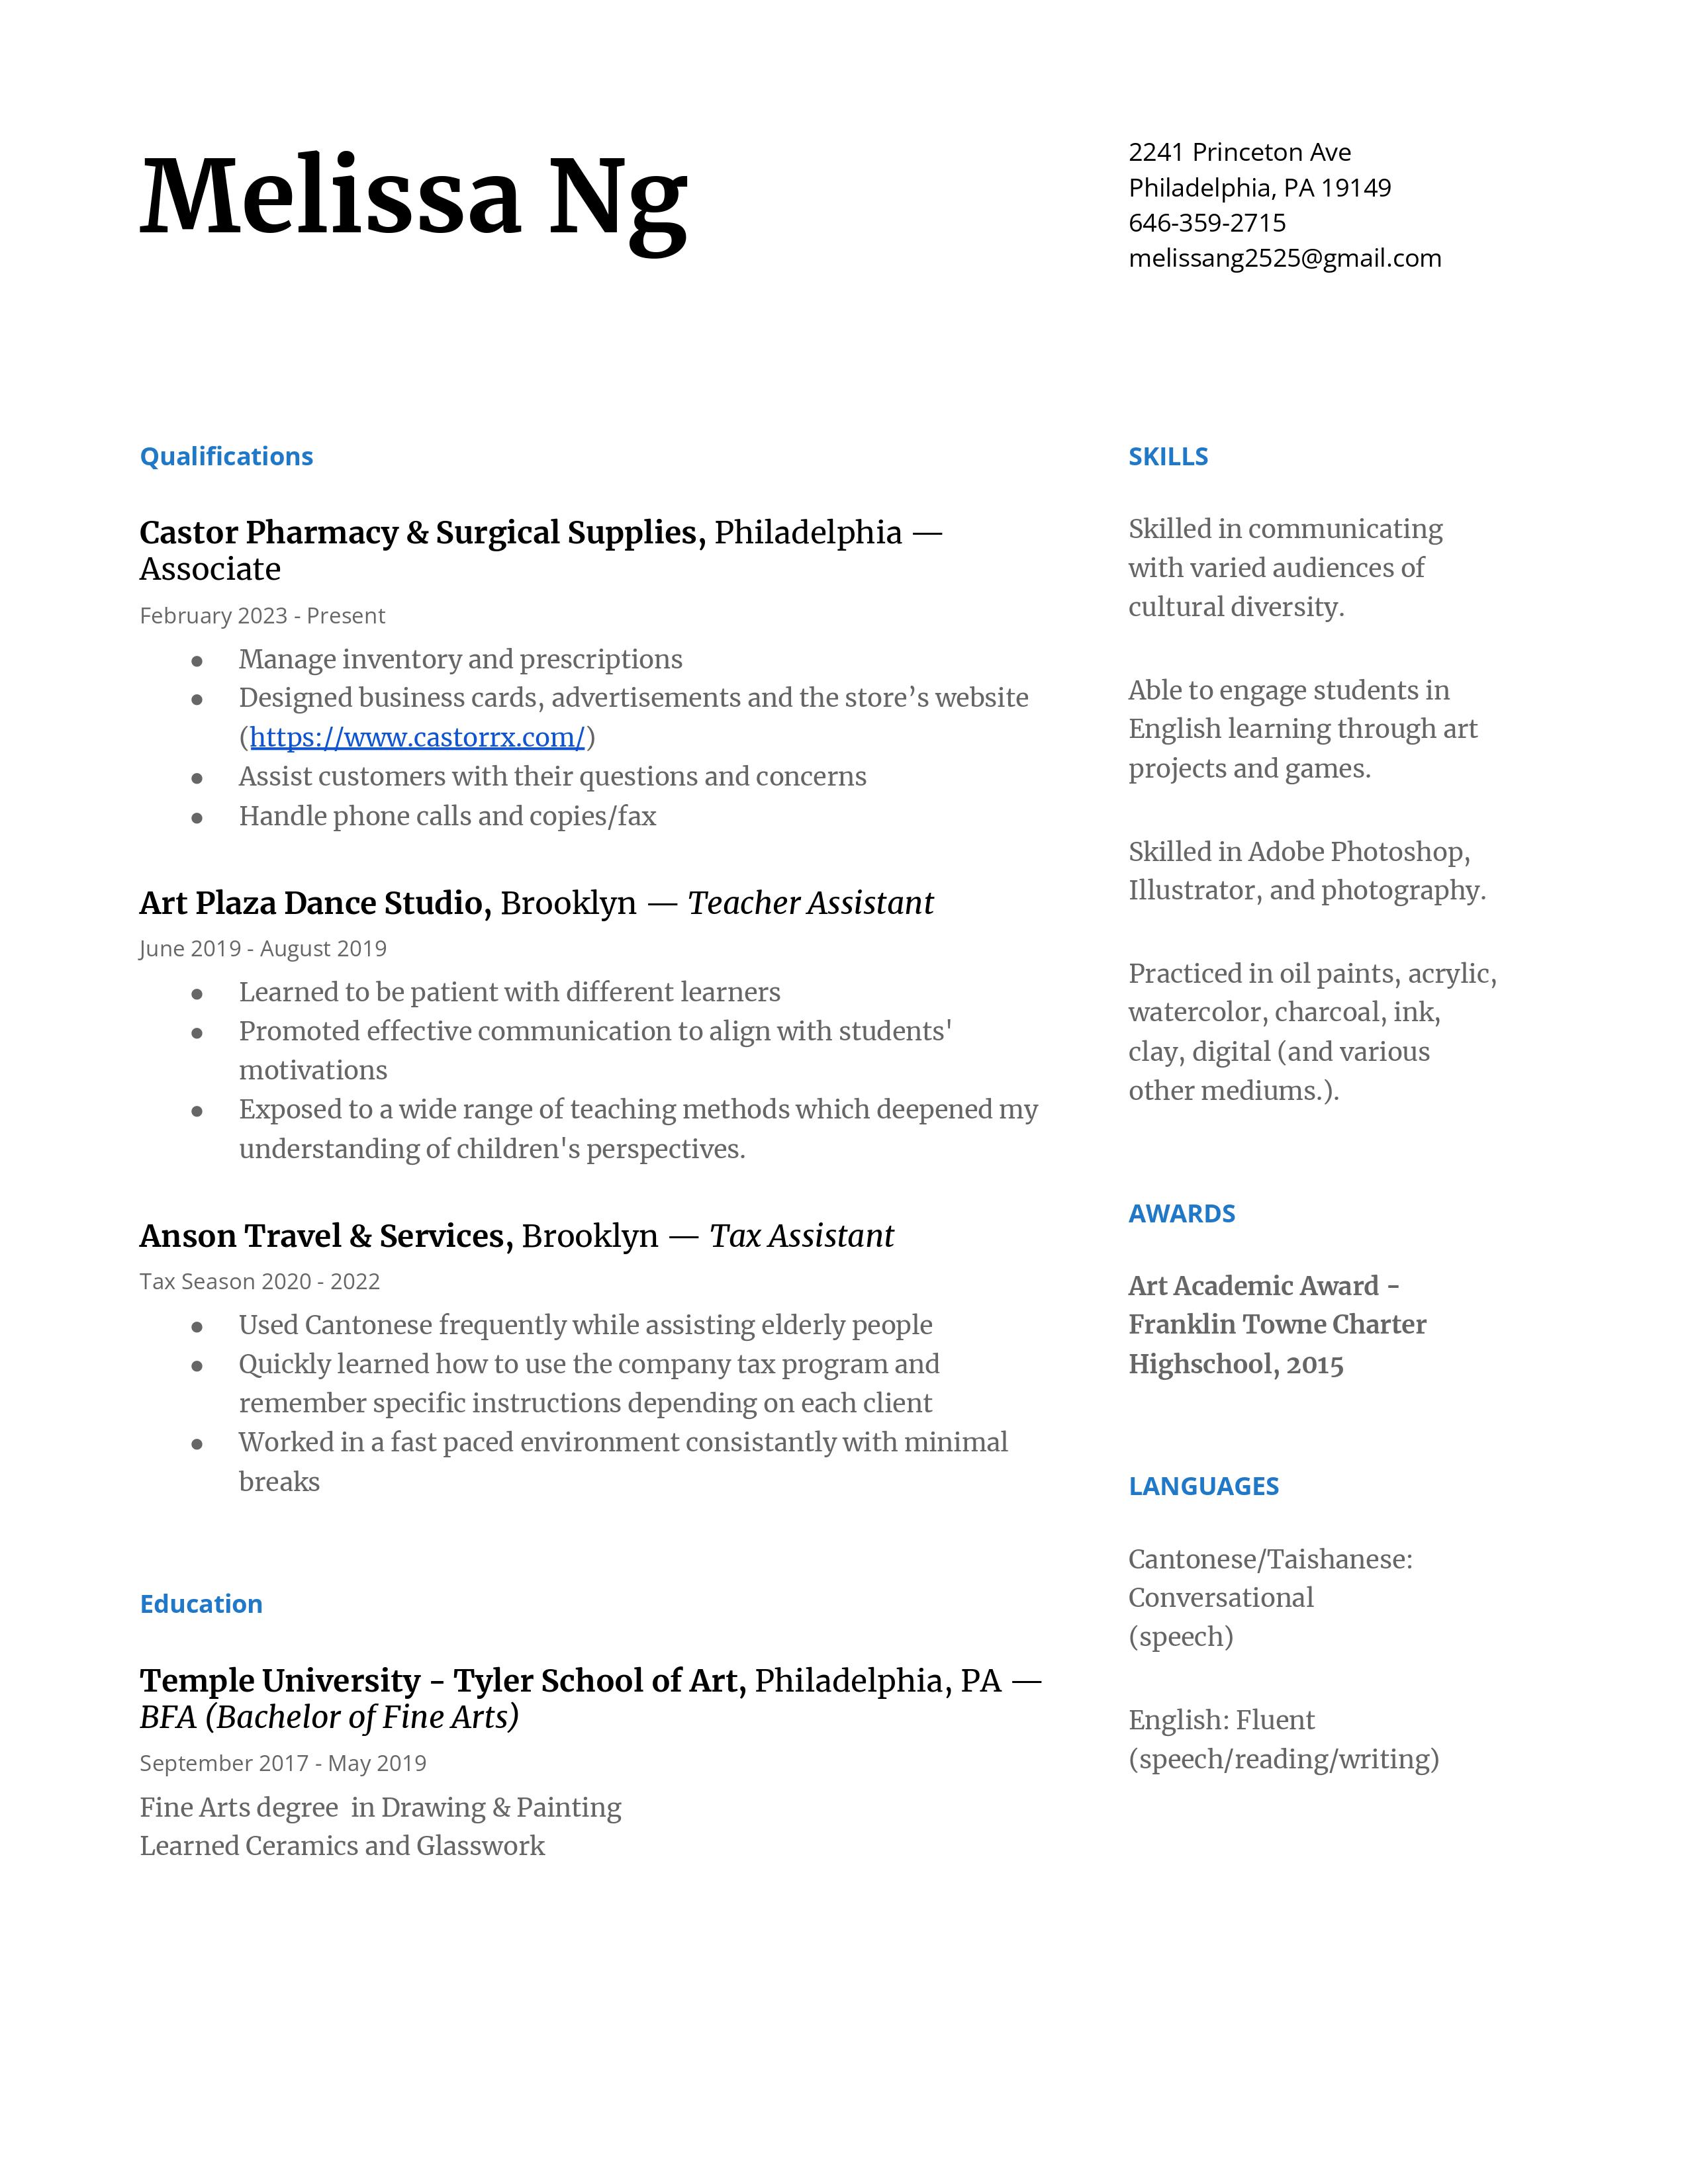 Melissa Ng
2241 Princeton Ave
Philadelphia, PA 19149
646-359-2715
melissang2525@gmail.com
Qualifications
Castor Pharmacy & Surgical Supplies, Philadelphia —
Associate
February 2023 - Present
● Manage inventory and prescriptions
● Designed business cards, advertisements and the store’s website
(https://www.castorrx.com/)
● Assist customers with their questions and concerns
● Handle phone calls and copies/fax
Art Plaza Dance Studio, Brooklyn — Teacher Assistant
June 2019 - August 2019
● Learned to be patient with different learners
● Promoted effective communication to align with students'
motivations
● Exposed to a wide range of teaching methods which deepened my
understanding of children's perspectives.
Anson Travel & Services, Brooklyn — Tax Assistant
Tax Season 2020 - 2022
● Used Cantonese frequently while assisting elderly people
● Quickly learned how to use the company tax program and
remember specific instructions depending on each client
● Worked in a fast paced environment consistantly with minimal
breaks
Education
Temple University - Tyler School of Art, Philadelphia, PA —
BFA (Bachelor of Fine Arts)
September 2017 - May 2019
Fine Arts degree  in Drawing & Painting
Learned Ceramics and Glasswork
SKILLS
Skilled in communicating
with varied audiences of
cultural diversity.
Able to engage students in
English learning through art
projects and games.
Skilled in Adobe Photoshop,
Illustrator, and photography.
Practiced in oil paints, acrylic,
watercolor, charcoal, ink,
clay, digital (and various
other mediums.).
AWARDS
Art Academic Award -
Franklin Towne Charter
Highschool, 2015
LANGUAGES
Cantonese/Taishanese:
Conversational
(speech)
English: Fluent
(speech/reading/writing)